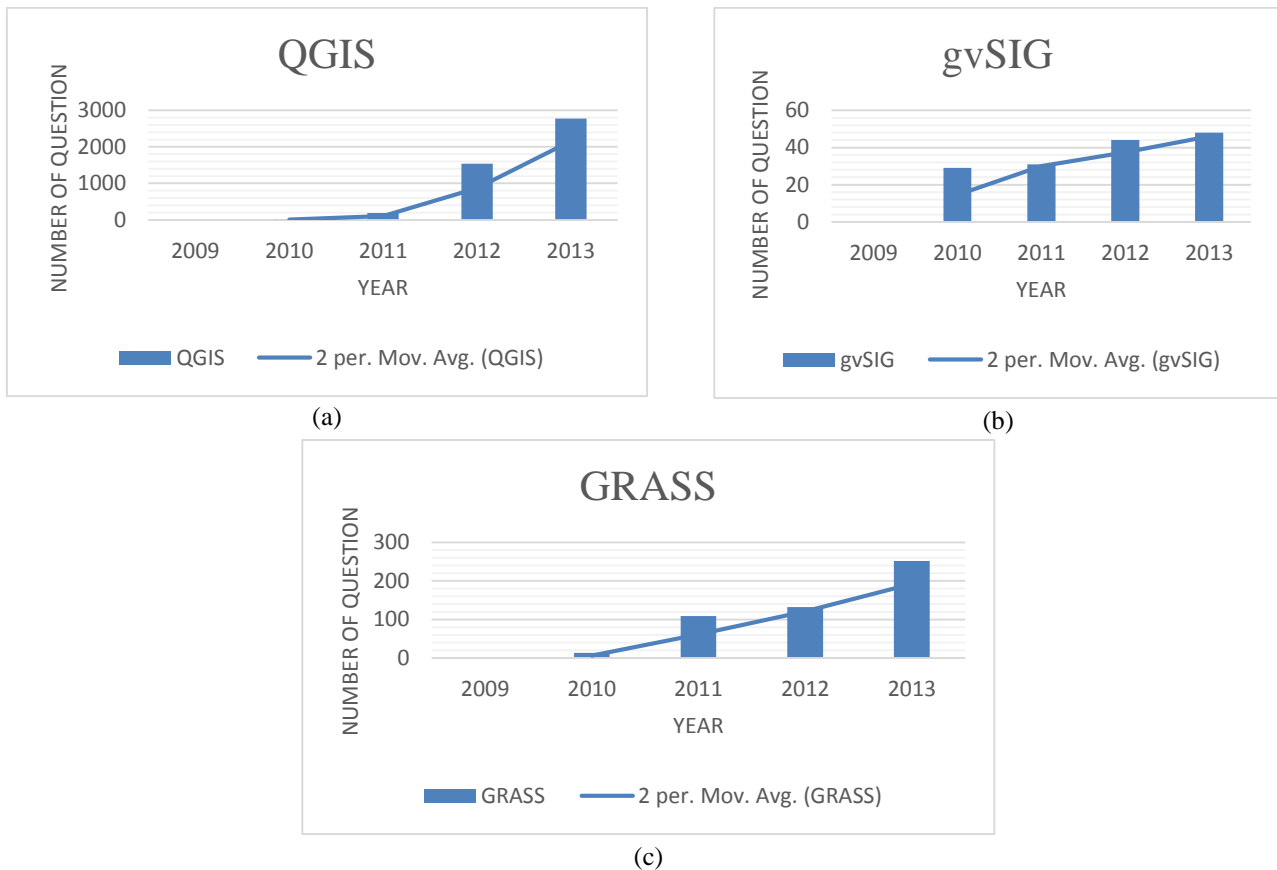 QGIS
NUMBER OF QUESTION
3000
2000
1000
0
2009 2010 2011 2012 2013
YEAR
QGIS 2 per. Mov. Avg. (QGIS)
(a)
gvSIG
NUMBER OF QUESTION
60
40
20
0
2009 2010 2011 2012 2013
YEAR
gvSIG 2 per. Mov. Avg. (gvSIG)
(b)
GRASS
NUMBER OF QUESTION
300
200
100
0
2009 2010 2011 2012 2013
YEAR
GRASS 2 per. Mov. Avg. (GRASS)
(c)